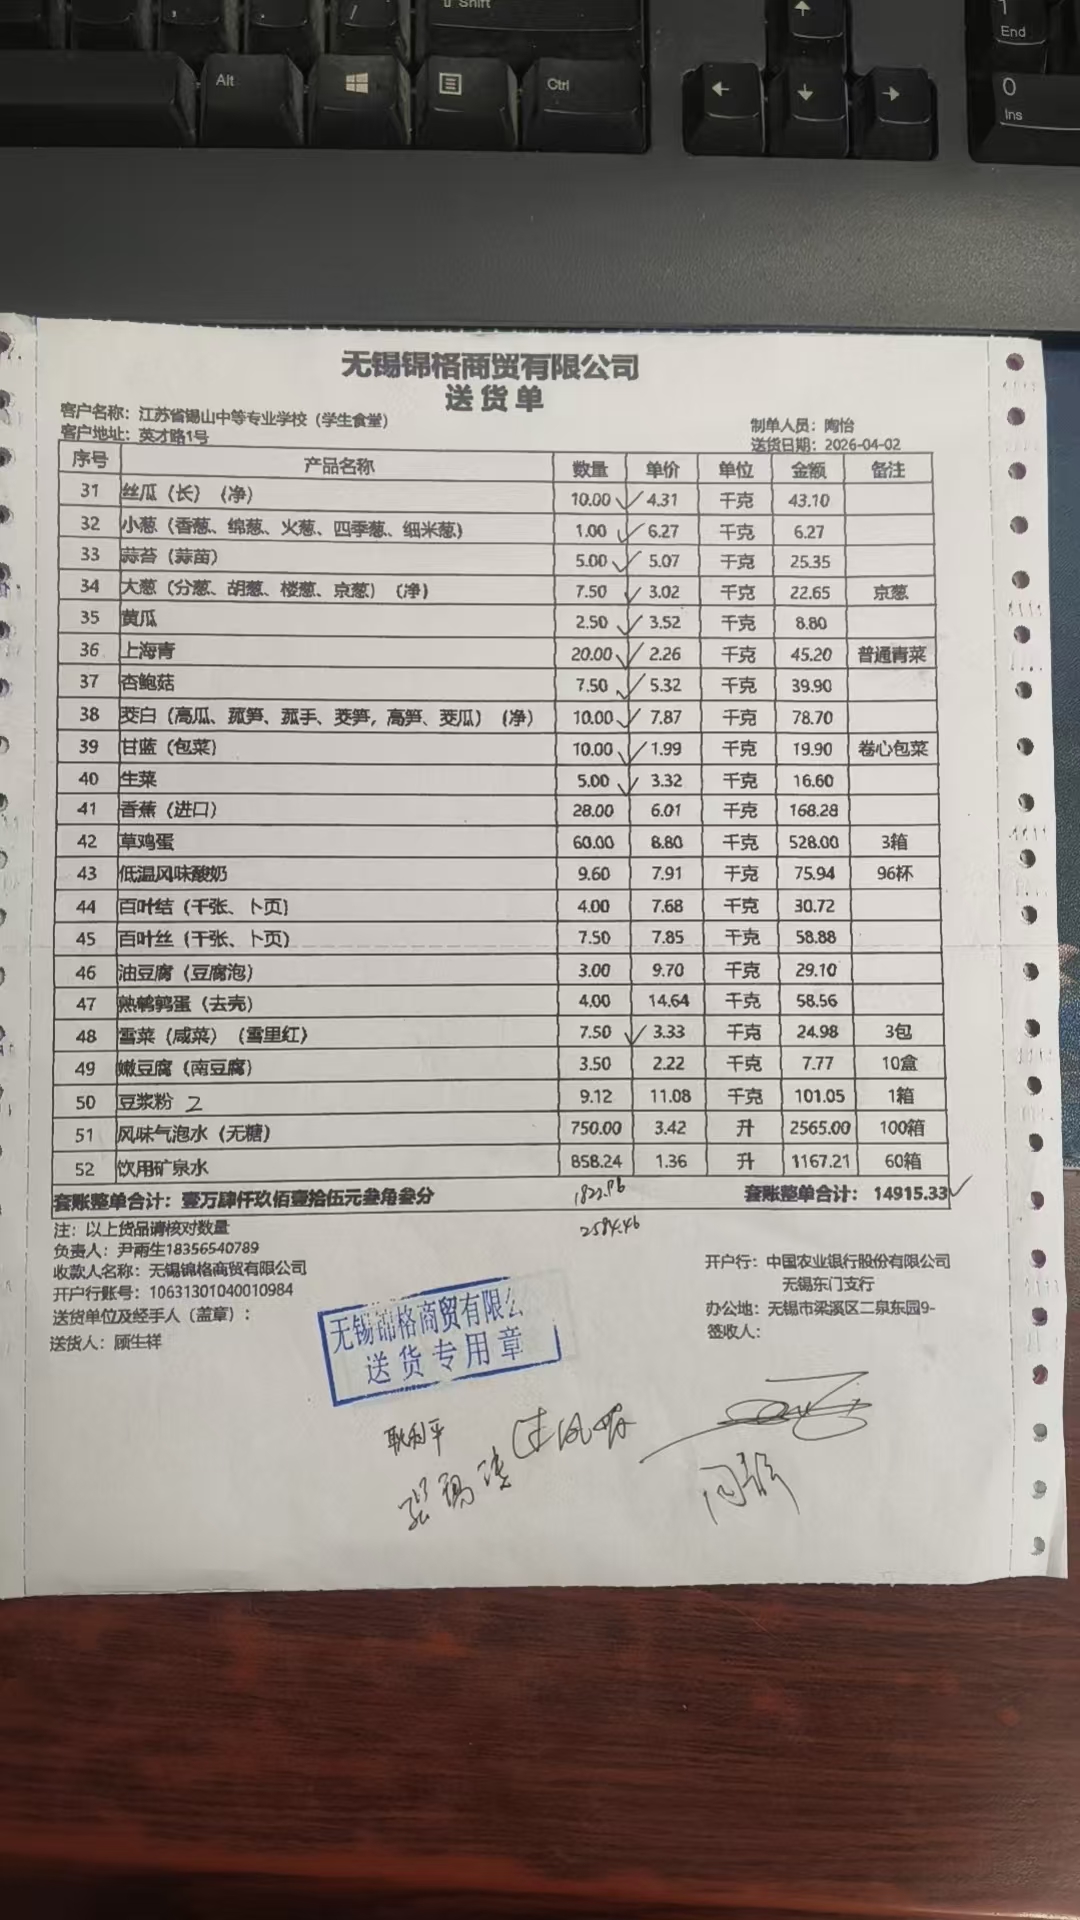 Shift
Alt
Ctrl
1
End
0
Ins
无锡锦格商贸有限公司
送货单
客户名称：江苏省锡山中等专业学校（学生食堂）
客户地址：英才路1号
制单人员：陶怡
送货日期：2026-04-02
序号 产品名称 数量 单价 单位 金额 备注
31 丝瓜（长）（净） 10.00 4.31 千克 43.10
32 小葱（香葱、绵葱、火葱、四季葱、细米葱） 1.00 6.27 千克 6.27
33 蒜苔（蒜苗） 5.00 5.07 千克 25.35
34 大葱（分葱、胡葱、楼葱、京葱）（净） 7.50 3.02 千克 22.65 京葱
35 黄瓜 2.50 3.52 千克 8.80
36 上海青 20.00 2.26 千克 45.20 普通青菜
37 杏鲍菇 7.50 5.32 千克 39.90
38 茭白（高瓜、菰笋、菰手、茭笋，高笋、茭瓜）（净） 10.00 7.87 千克 78.70
39 甘蓝（包菜） 10.00 1.99 千克 19.90 卷心包菜
40 生菜 5.00 3.32 千克 16.60
41 香蕉（进口） 28.00 6.01 千克 168.28
42 草鸡蛋 60.00 8.80 千克 528.00 3箱
43 低温风味酸奶 9.60 7.91 千克 75.94 96杯
44 百叶结（千张、卜页） 4.00 7.68 千克 30.72
45 百叶丝（千张、卜页） 7.50 7.85 千克 58.88
46 油豆腐（豆腐泡） 3.00 9.70 千克 29.10
47 熟鹌鹑蛋（去壳） 4.00 14.64 千克 58.56
48 雪菜（咸菜）（雪里红） 7.50 3.33 千克 24.98 3包
49 嫩豆腐（南豆腐） 3.50 2.22 千克 7.77 10盒
50 豆浆粉 2 9.12 11.08 千克 101.05 1箱
51 风味气泡水（无糖） 750.00 3.42 升 2565.00 100箱
52 饮用矿泉水 858.24 1.36 升 1167.21 60箱
套账整单合计：壹万肆仟玖佰壹拾伍元叁角叁分 套账整单合计：14915.33
2584.46
注：以上货品请核对数量
负责人：尹雨生18356540789
收款人名称：无锡锦格商贸有限公司
开户行账号：10631301040010984
送货单位及经手人（盖章）：
送货人：顾生祥
开户行：中国农业银行股份有限公司
无锡东门支行
办公地：无锡市梁溪区二泉东园9-
签收人：
无锡锦格商贸有限公
送货专用章
耿利平